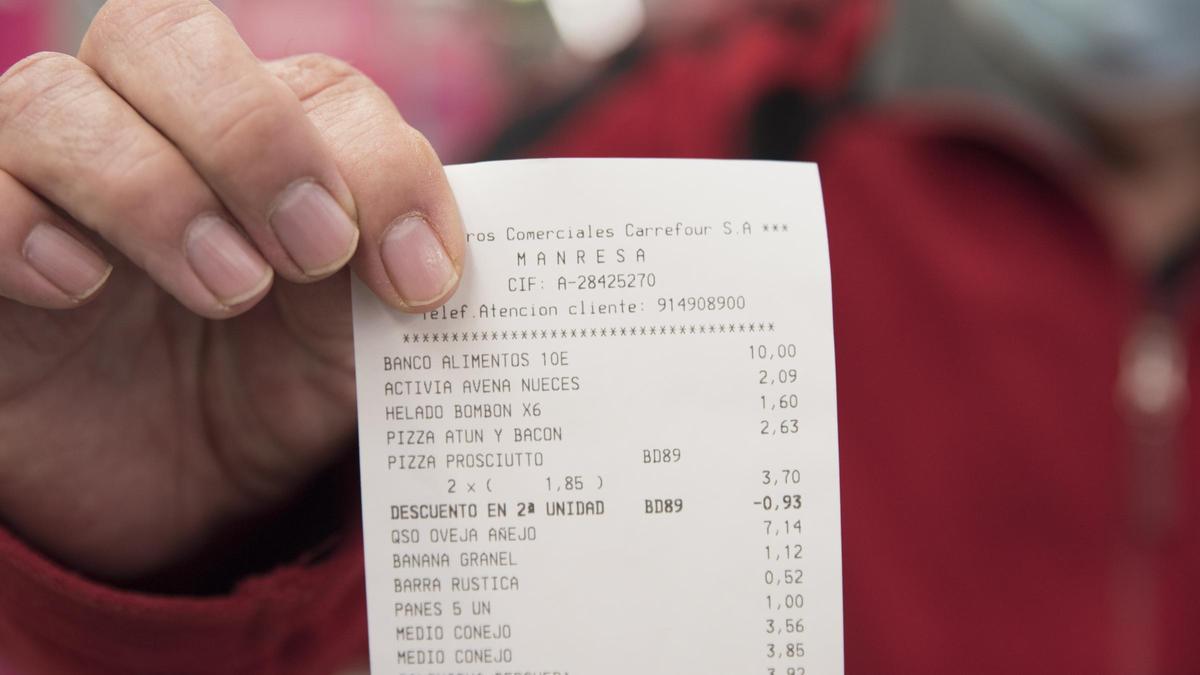 Comerciales Carrefour S.A ***
MANRESA
CIF: A-28425270
Telef.Atencion cliente: 914908900
***********************************
BANCO ALIMENTOS 10E 10,00
ACTIVIA AVENA NUECES 2,09
HELADO BOMBON X6 1,60
PIZZA ATUN Y BACON 2,63
PIZZA PROSCIUTTO BD89
2 x ( 1,85 ) 3,70
DESCUENTO EN 2ª UNIDAD BD89 -0,93
QSO OVEJA AÑEJO 7,14
BANANA GRANEL 1,12
BARRA RUSTICA 0,52
PANES 5 UN 1,00
MEDIO CONEJO 3,56
MEDIO CONEJO 3,85